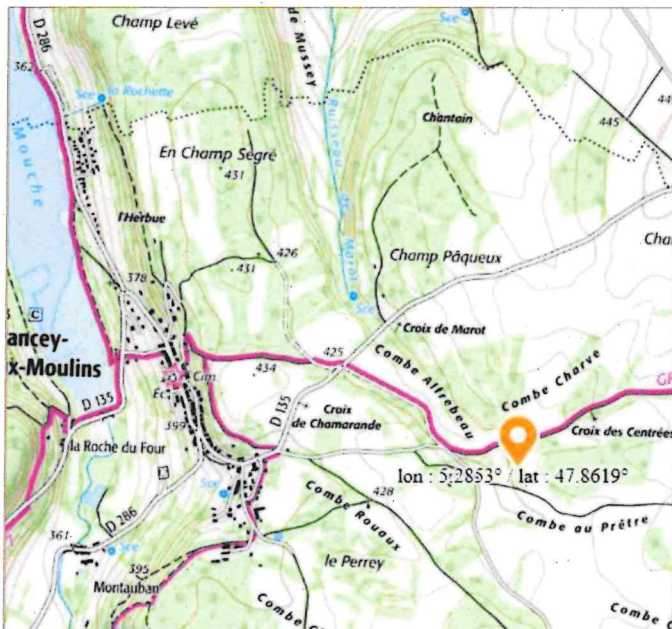 Champ Levé
de Mussey
D 286
362
Sce
la Rochette
Sce
Mouche
En Champ Ségré
431
Ruisseau de Marot
Chantain
445
44
l'Herbue
426
Champ Pâqueux
Cha
431
378
Sce
C
ancey-
x-Moulins
Croix de Marot
425
Combe Alfrebeau
Combe Charve
434
Cim.
Éc.
D 135
D 135
Croix
de Chamarande
399
Croix des Centrées
GR
la Roche du Four
lon : 5.2853° / lat : 47.8619°
Sce
428
Combe Rouaux
Combe au Prêtre
D 286
361
Sce
395
le Perrey
Montauban
Combe
Combe